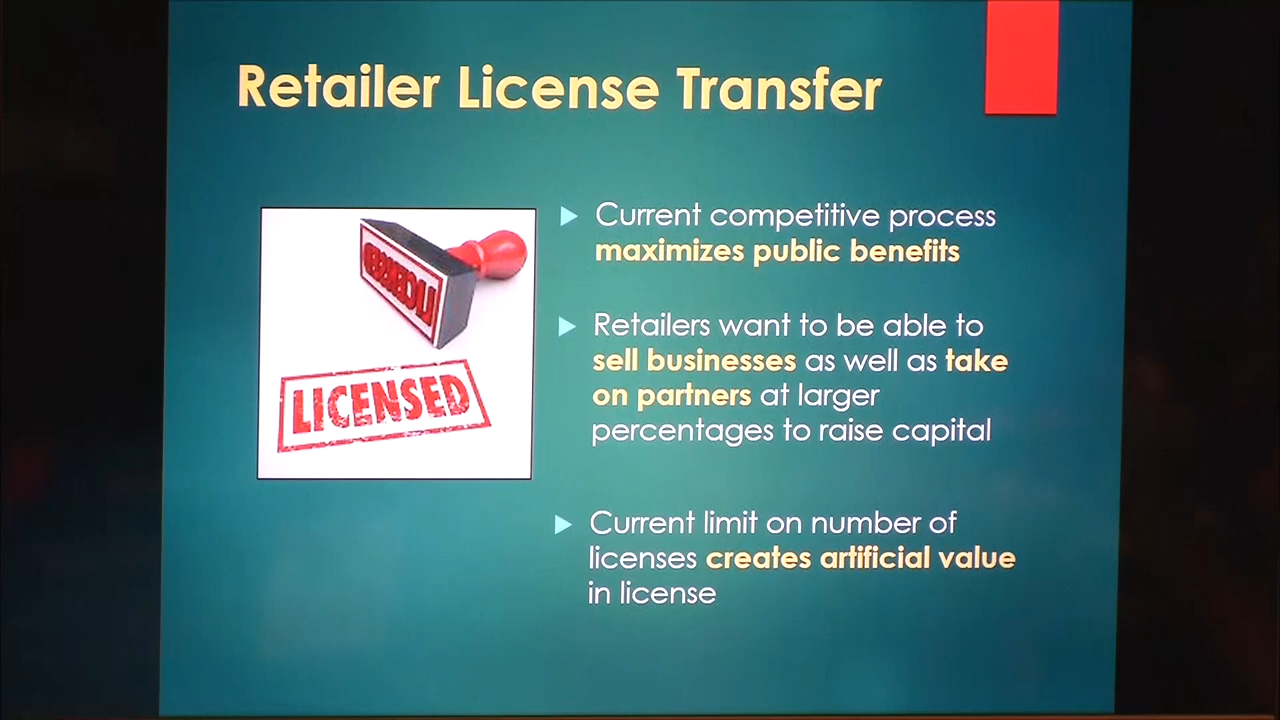 Retailer License Transfer
LICENSED
LICENSED
Current competitive process
maximizes public benefits
Retailers want to be able to
sell businesses as well as take
on partners at larger
percentages to raise capital
Current limit on number of
licenses creates artificial value
in license